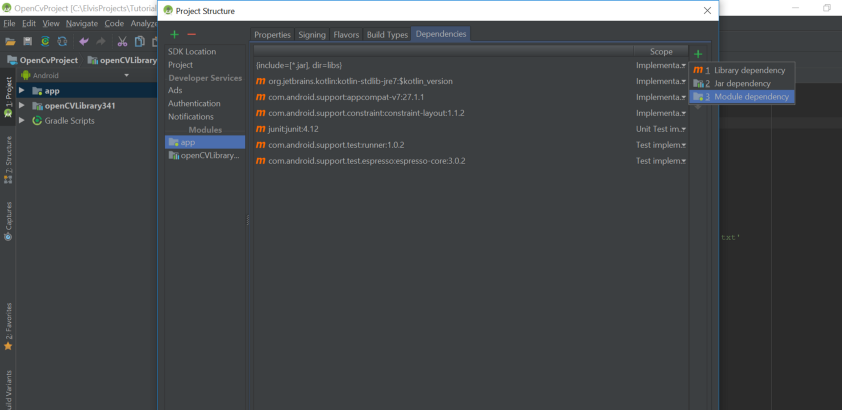 OpenCvProject [C:\ElvisProjects\Tutorial
Project Structure
File Edit View Navigate Code Analyz
OpenCvProject openCVLibrary
Android
app
openCVLibrary341
Gradle Scripts
1: Project
2: Structure
Captures
2: Favorites
uild Variants
SDK Location
Project
Developer Services
Ads
Authentication
Notifications
Modules
app
openCVLibrary...
Properties Signing Flavors Build Types Dependencies
Scope
{include=[*.jar], dir=libs} Implementa..
org.jetbrains.kotlin:kotlin-stdlib-jre7:$kotlin_version Implementa..
com.android.support:appcompat-v7:27.1.1 Implementa..
com.android.support.constraint:constraint-layout:1.1.2 Implementa..
junit:junit:4.12 Unit Test im..
com.android.support.test:runner:1.0.2 Test implem..
com.android.support.test.espresso:espresso-core:3.0.2 Test implem..
1 Library dependency
2 Jar dependency
3 Module dependency
txt'